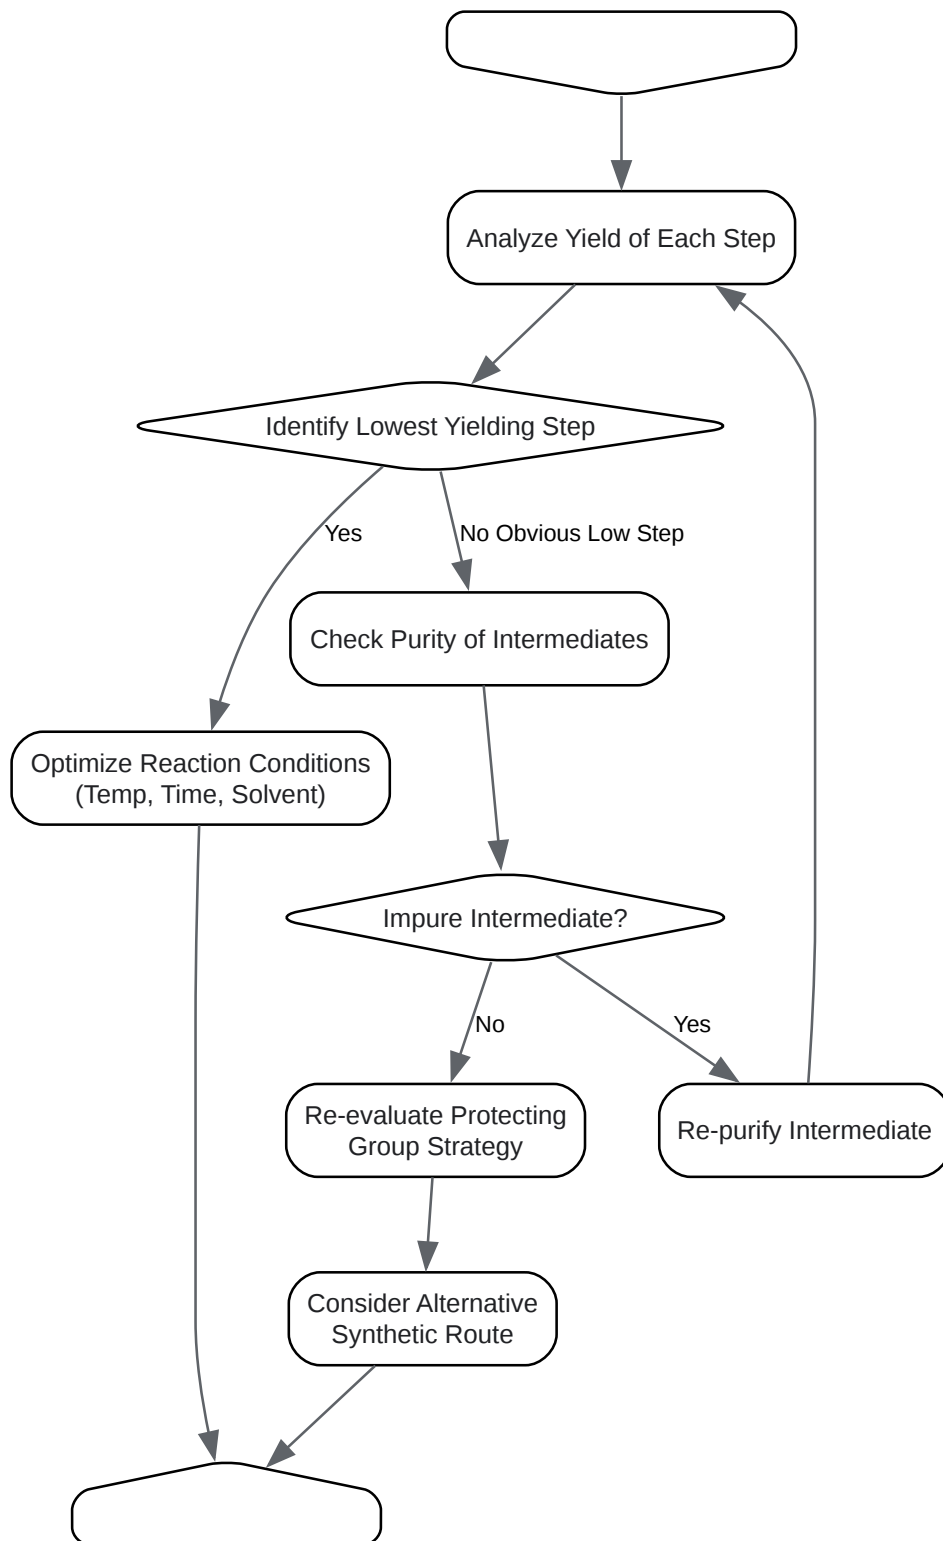 Analyze Yield of Each Step
Identify Lowest Yielding Step
Yes
No Obvious Low Step
Check Purity of Intermediates
Optimize Reaction Conditions
(Temp, Time, Solvent)
Impure Intermediate?
No
Yes
Re-evaluate Protecting
Group Strategy
Re-purify Intermediate
Consider Alternative
Synthetic Route